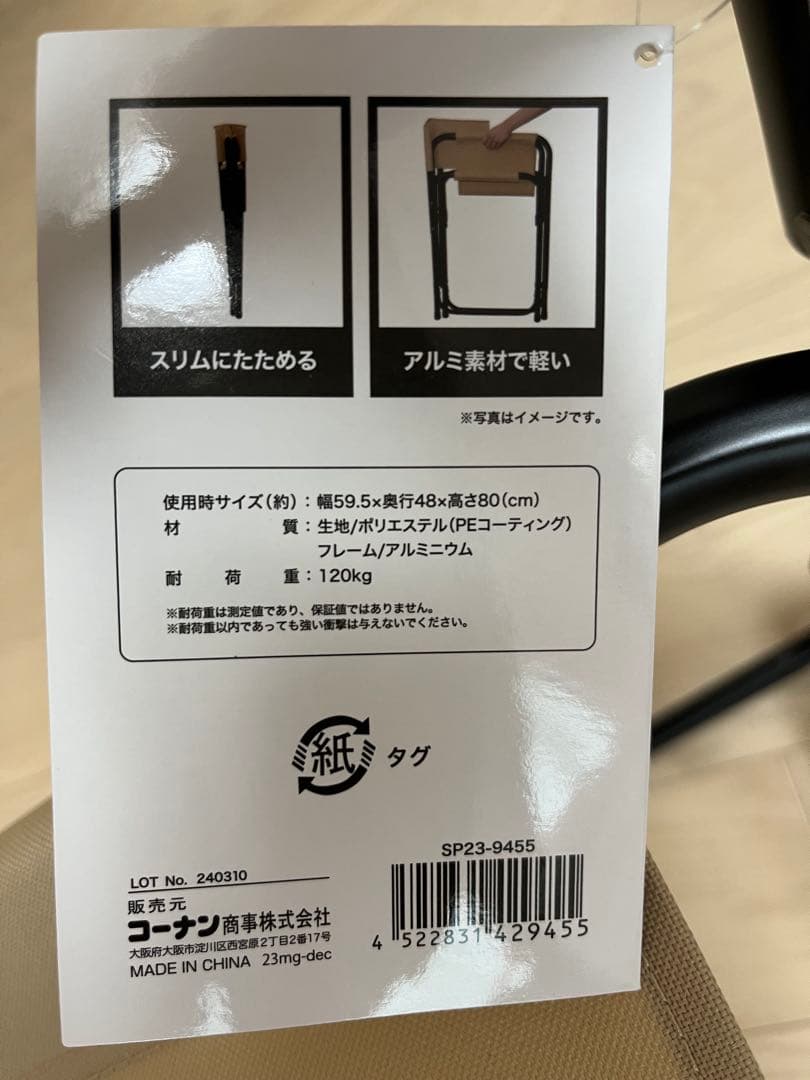 スリムにたためる
アルミ素材で軽い
※写真はイメージです。
使用時サイズ(約)：幅59.5×奥行48×高さ80(cm)
材質：生地/ポリエステル(PEコーティング)
フレーム/アルミニウム
耐荷重：120kg
※耐荷重は測定値であり、保証値ではありません。
※耐荷重以内であっても強い衝撃は与えないでください。
紙 タグ
SP23-9455
4 522831 429455
LOT No. 240310
販売元
コーナン商事株式会社
大阪府大阪市淀川区西宮原2丁目2番17号
MADE IN CHINA 23mg-dec